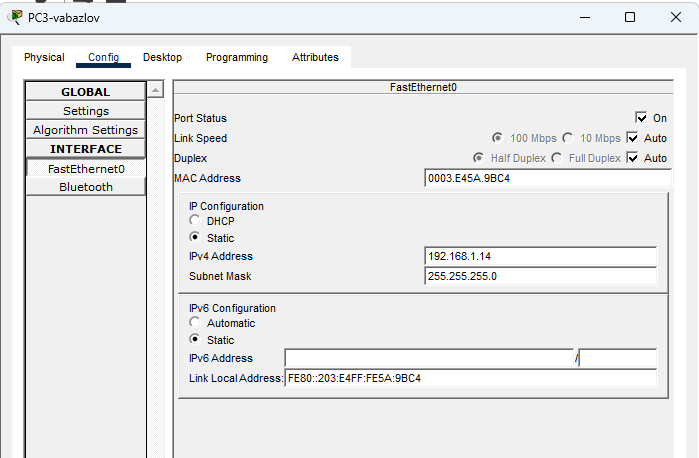 PC3-vabazlov
Physical Config Desktop Programming Attributes
GLOBAL
Settings
Algorithm Settings
INTERFACE
FastEthernet0
Bluetooth
FastEthernet0
Port Status On
Link Speed 100 Mbps 10 Mbps Auto
Duplex Half Duplex Full Duplex Auto
MAC Address 0003.E45A.9BC4
IP Configuration
DHCP
Static
IPv4 Address 192.168.1.14
Subnet Mask 255.255.255.0
IPv6 Configuration
Automatic
Static
IPv6 Address /
Link Local Address: FE80::203:E4FF:FE5A:9BC4